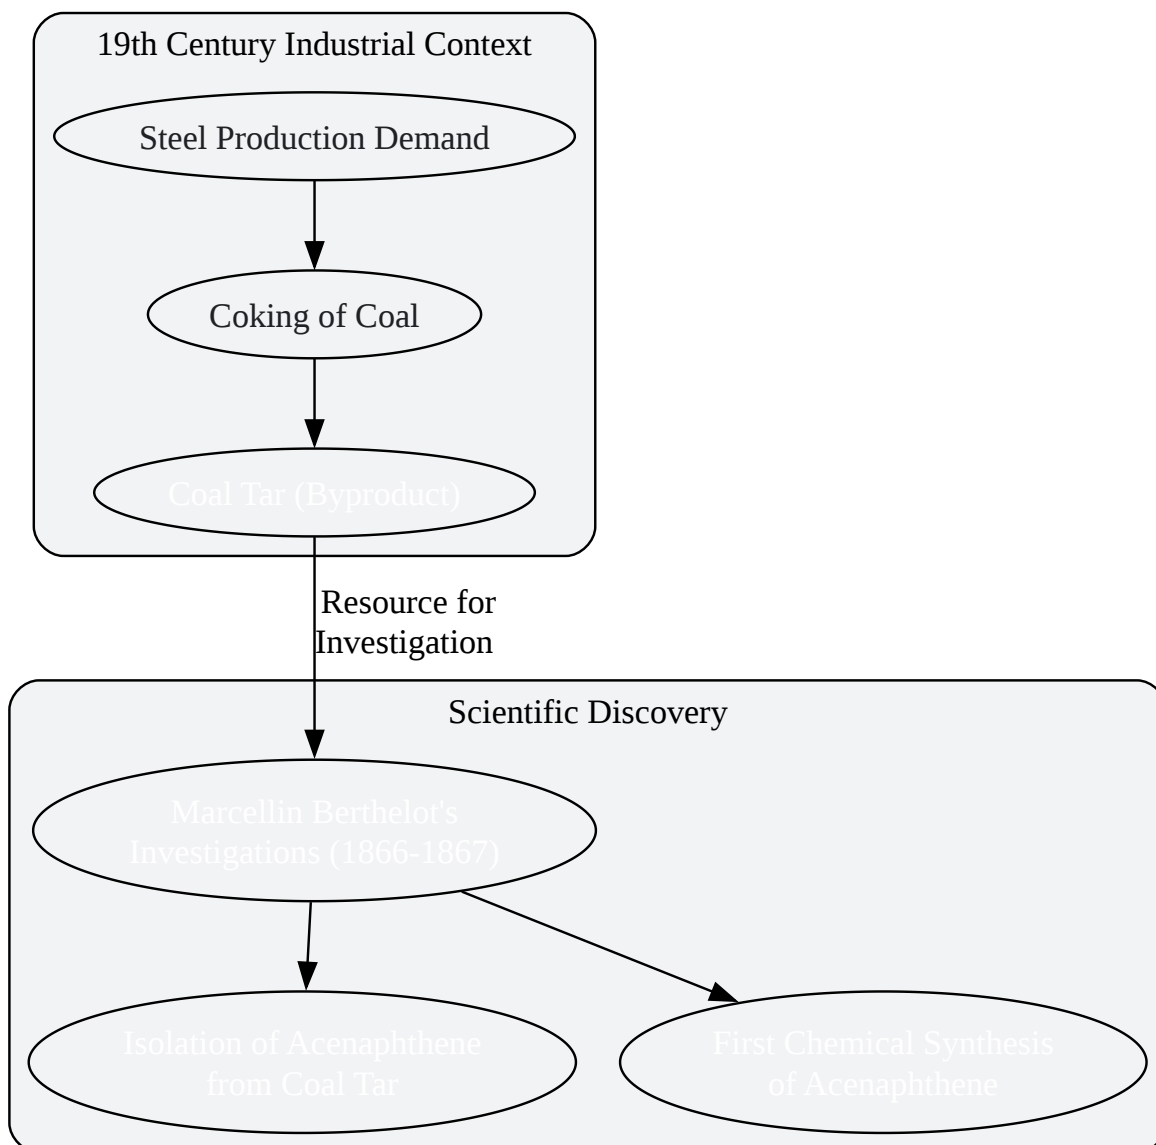 19th Century Industrial Context
Steel Production Demand
Coking of Coal
Coal Tar (Byproduct)
Resource for
Investigation
Scientific Discovery
Marcellin Berthelot's
Investigations (1866-1867)
Isolation of Acenaphthene
from Coal Tar
First Chemical Synthesis
of Acenaphthene